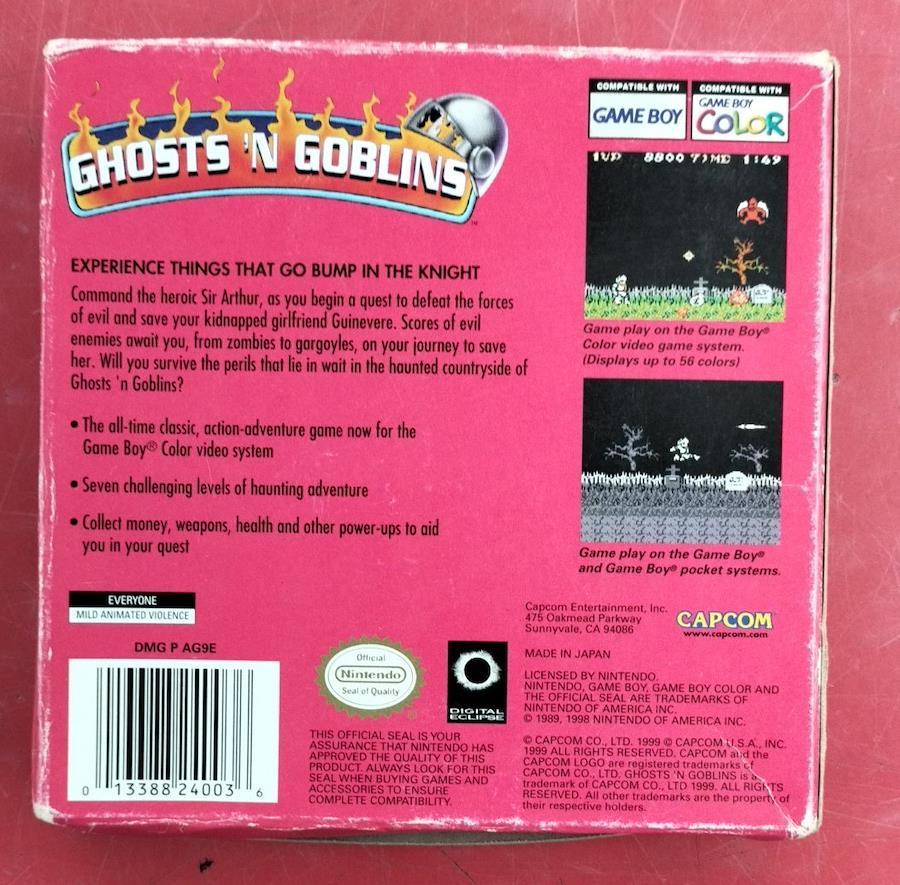 COMPATIBLE WITH
GAME BOY
COMPATIBLE WITH
GAME BOY
COLOR
GHOSTS 'N GOBLINS
TM
EXPERIENCE THINGS THAT GO BUMP IN THE KNIGHT
Command the heroic Sir Arthur, as you begin a quest to defeat the forces
of evil and save your kidnapped girlfriend Guinevere. Scores of evil
enemies await you, from zombies to gargoyles, on your journey to save
her. Will you survive the perils that lie in wait in the haunted countryside of
Ghosts 'n Goblins?
• The all-time classic, action-adventure game now for the
Game Boy® Color video system
• Seven challenging levels of haunting adventure
• Collect money, weapons, health and other power-ups to aid
you in your quest
1UP 8800 TIME 1:49
Game play on the Game Boy®
Color video game system.
(Displays up to 56 colors)
Game play on the Game Boy®
and Game Boy® pocket systems.
EVERYONE
MILD ANIMATED VIOLENCE
DMG P AG9E
0 13388 24003 6
Official
Nintendo
Seal of Quality
®
THIS OFFICIAL SEAL IS YOUR
ASSURANCE THAT NINTENDO HAS
APPROVED THE QUALITY OF THIS
PRODUCT. ALWAYS LOOK FOR THIS
SEAL WHEN BUYING GAMES AND
ACCESSORIES TO ENSURE
COMPLETE COMPATIBILITY.
DIGITAL
ECLIPSE
Capcom Entertainment, Inc.
475 Oakmead Parkway
Sunnyvale, CA 94086
CAPCOM
www.capcom.com
MADE IN JAPAN
LICENSED BY NINTENDO.
NINTENDO, GAME BOY, GAME BOY COLOR AND
THE OFFICIAL SEAL ARE TRADEMARKS OF
NINTENDO OF AMERICA INC.
© 1989, 1998 NINTENDO OF AMERICA INC.
© CAPCOM CO., LTD. 1999 © CAPCOM U.S.A., INC.
1999 ALL RIGHTS RESERVED. CAPCOM and the
CAPCOM LOGO are registered trademarks of
CAPCOM CO., LTD. GHOSTS 'N GOBLINS is a
trademark of CAPCOM CO., LTD 1999. ALL RIGHTS
RESERVED. All other trademarks are the property of
their respective holders.